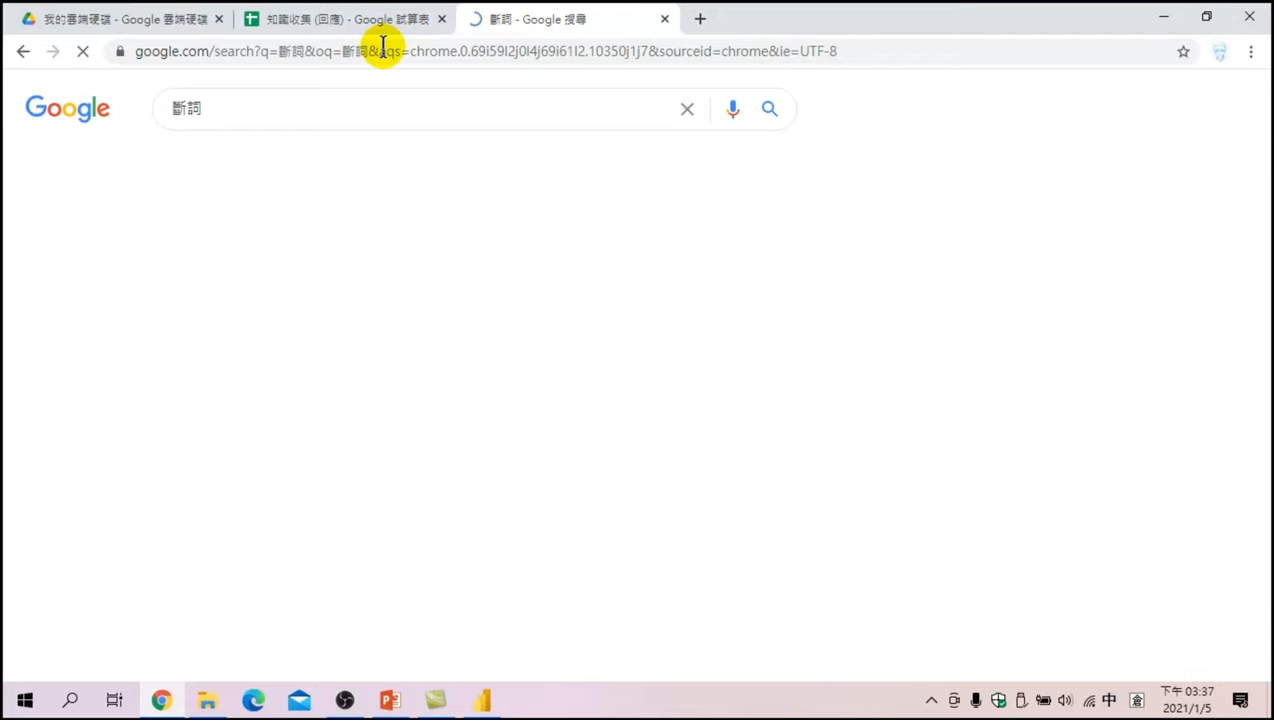 我的雲端硬碟 - Google 雲端硬碟
知識收集 (回應) - Google 試算表
斷詞 - Google 搜尋
google.com/search?q=斷詞&oq=斷詞&aqs=chrome.0.69i59l2j0l4j69i61l2.10350j1j7&sourceid=chrome&ie=UTF-8
Google
斷詞
中
倉
下午 03:37
2021/1/5